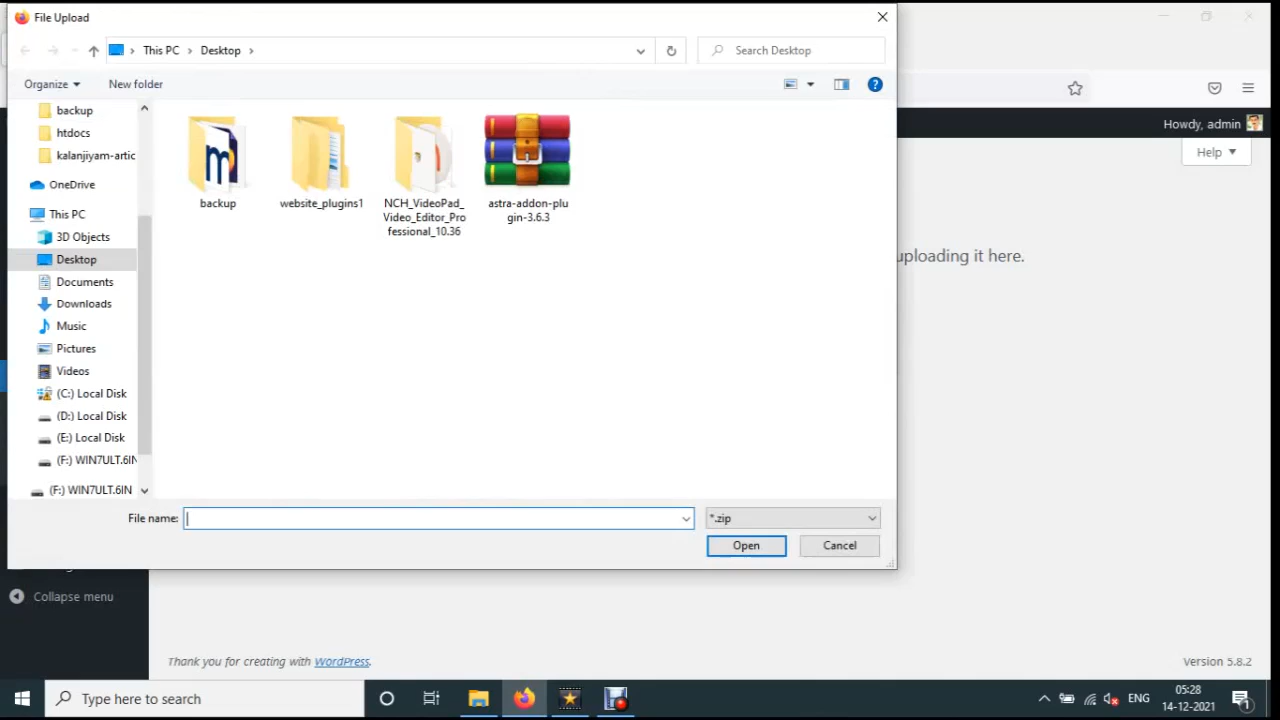 File Upload
This PC
Desktop
Search Desktop
Organize
New folder
backup
htdocs
kalanjiyam-artic
OneDrive
This PC
3D Objects
Desktop
Documents
Downloads
Music
Pictures
Videos
(C:) Local Disk
(D:) Local Disk
(E:) Local Disk
(F:) WIN7ULT.6IN
(F:) WIN7ULT.6IN
backup
website_plugins1
NCH_VideoPad_
Video_Editor_Pro
fessional_10.36
astra-addon-plu
gin-3.6.3
File name:
*.zip
Open
Cancel
Howdy, admin
Help
uploading it here.
Collapse menu
Thank you for creating with WordPress.
Version 5.8.2
Type here to search
ENG
05:28
14-12-2021
1